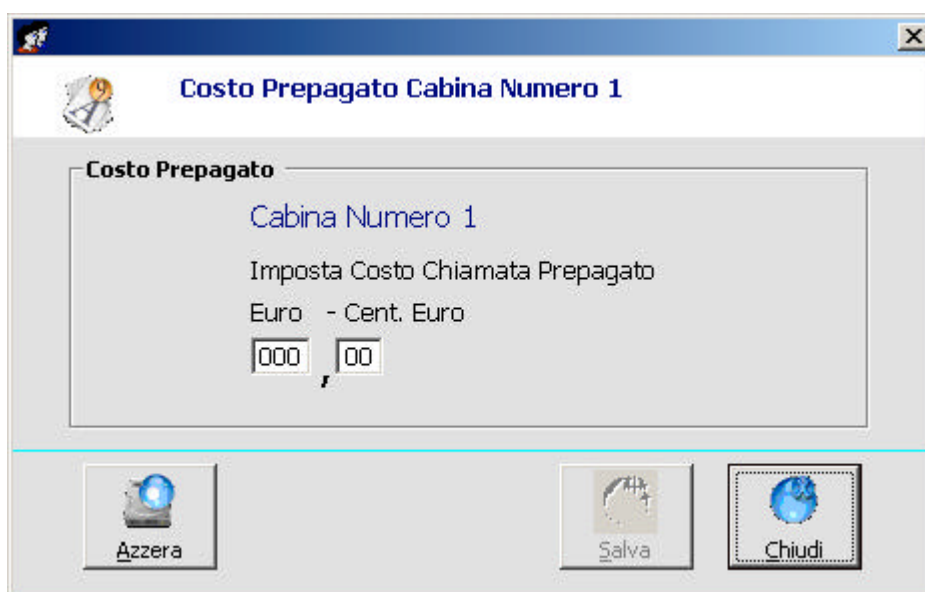 Costo Prepagato Cabina Numero 1
Costo Prepagato
Cabina Numero 1
Imposta Costo Chiamata Prepagato
Euro - Cent. Euro
000 , 00
Azzera Salva Chiudi